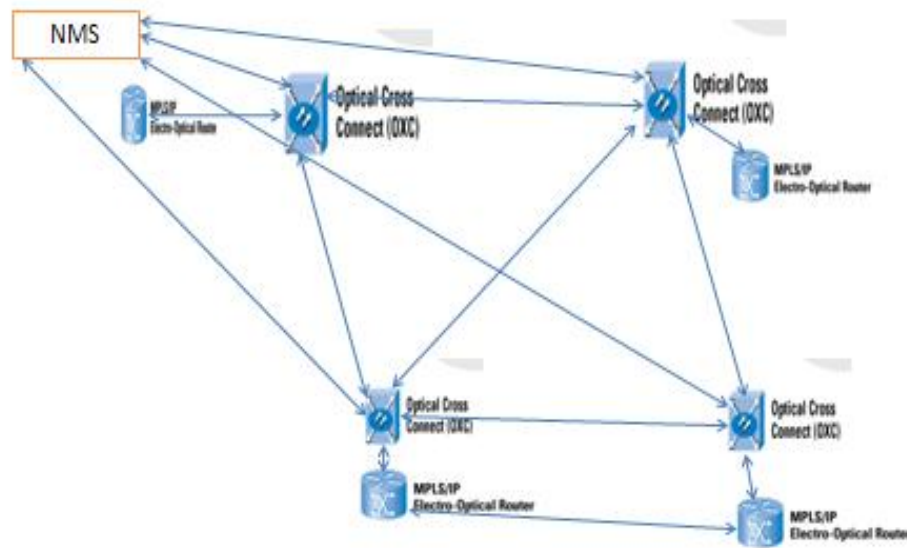 NMS
MPLS/IP
Electro-Optical Route
Optical Cross
Connect (OXC)
Optical Cross
Connect (OXC)
MPLS/IP
Electro-Optical Router
Optical Cross
Connect (OXC)
Optical Cross
Connect (OXC)
MPLS/IP
Electro-Optical Router
MPLS/IP
Electro-Optical Router